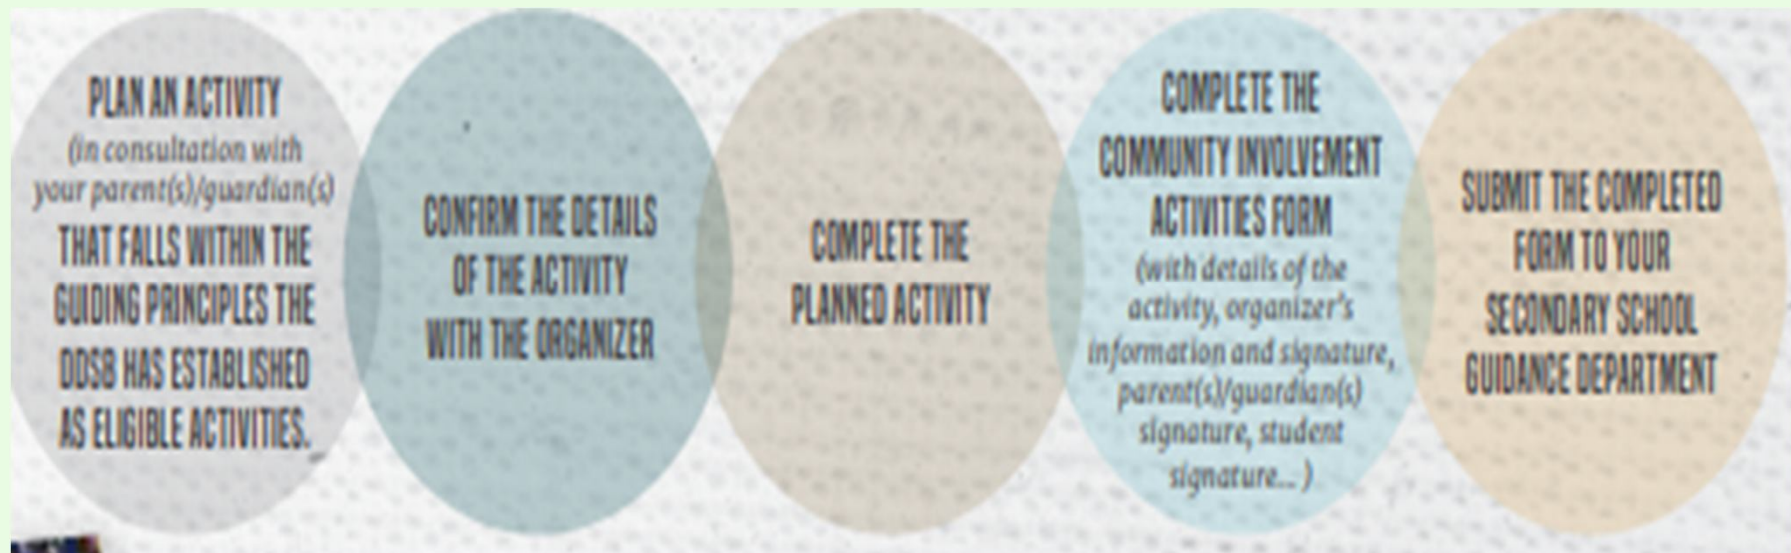 PLAN AN ACTIVITY
(in consultation with
your parent(s)/guardian(s)
THAT FALLS WITHIN THE
GUIDING PRINCIPLES THE
DDSB HAS ESTABLISHED
AS ELIGIBLE ACTIVITIES.
CONFIRM THE DETAILS
OF THE ACTIVITY
WITH THE ORGANIZER
COMPLETE THE
PLANNED ACTIVITY
COMPLETE THE
COMMUNITY INVOLVEMENT
ACTIVITIES FORM
(with details of the
activity, organizer's
information and signature,
parent(s)/guardian(s)
signature, student
signature... )
SUBMIT THE COMPLETED
FORM TO YOUR
SECONDARY SCHOOL
GUIDANCE DEPARTMENT